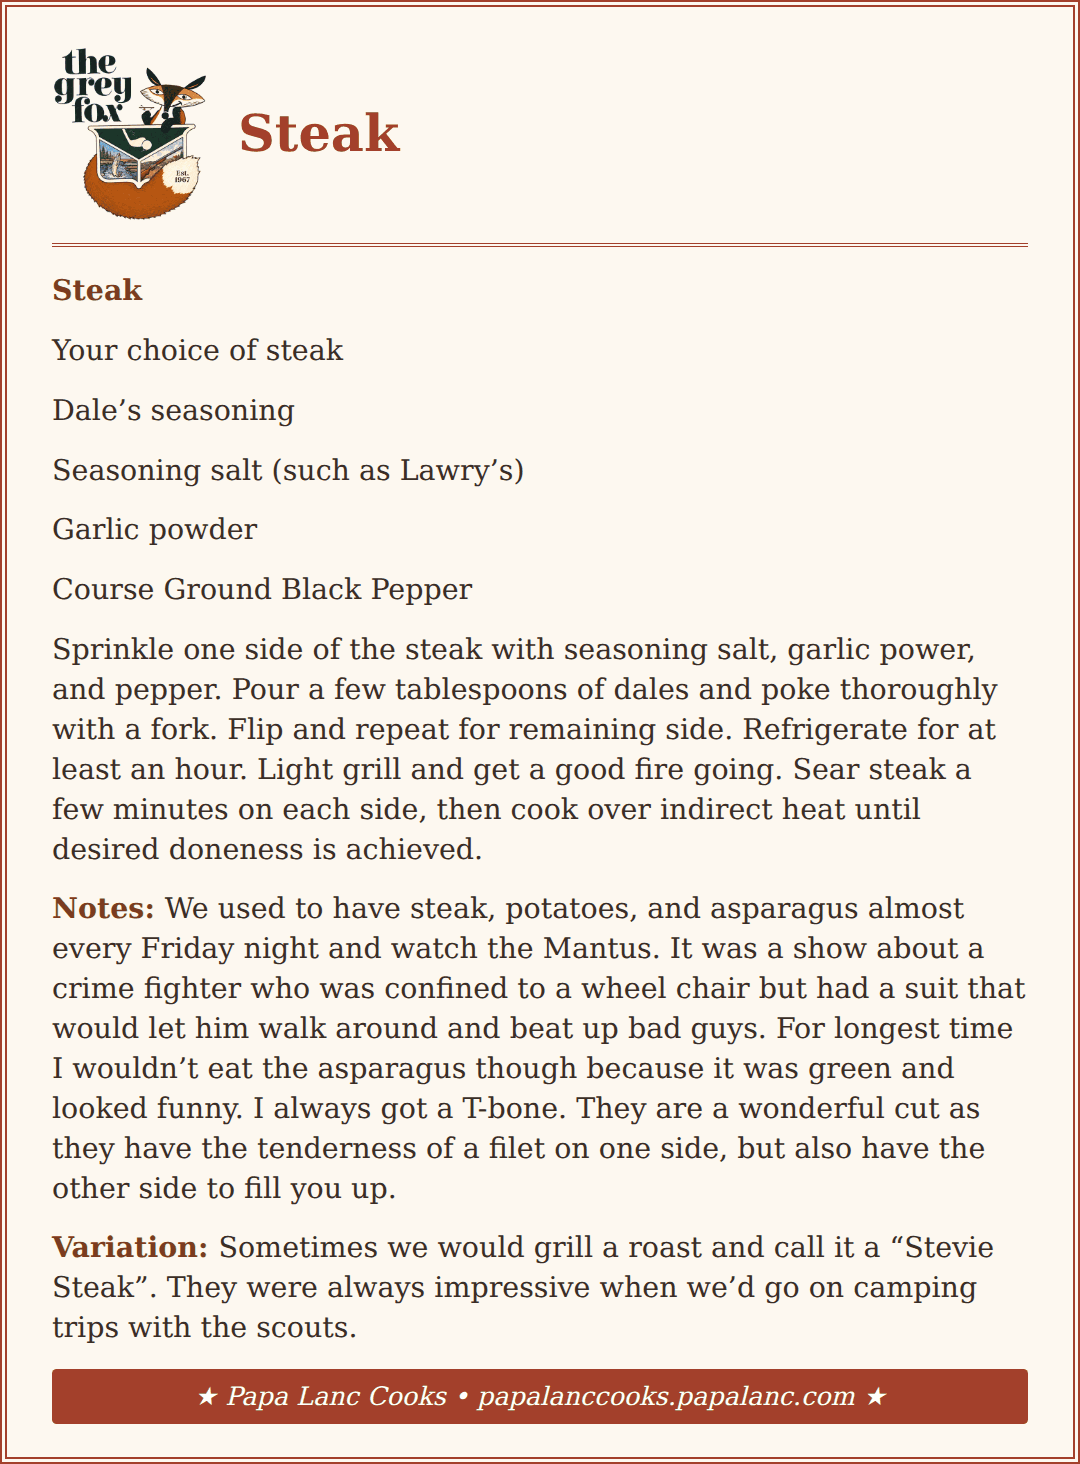 the
grey
fox
Est.
1967
Steak
Steak
Your choice of steak
Dale’s seasoning
Seasoning salt (such as Lawry’s)
Garlic powder
Course Ground Black Pepper
Sprinkle one side of the steak with seasoning salt, garlic power,
and pepper. Pour a few tablespoons of dales and poke thoroughly
with a fork. Flip and repeat for remaining side. Refrigerate for at
least an hour. Light grill and get a good fire going. Sear steak a
few minutes on each side, then cook over indirect heat until
desired doneness is achieved.
Notes: We used to have steak, potatoes, and asparagus almost
every Friday night and watch the Mantus. It was a show about a
crime fighter who was confined to a wheel chair but had a suit that
would let him walk around and beat up bad guys. For longest time
I wouldn’t eat the asparagus though because it was green and
looked funny. I always got a T-bone. They are a wonderful cut as
they have the tenderness of a filet on one side, but also have the
other side to fill you up.
Variation: Sometimes we would grill a roast and call it a “Stevie
Steak”. They were always impressive when we’d go on camping
trips with the scouts.
★ Papa Lanc Cooks • papalanccooks.papalanc.com ★